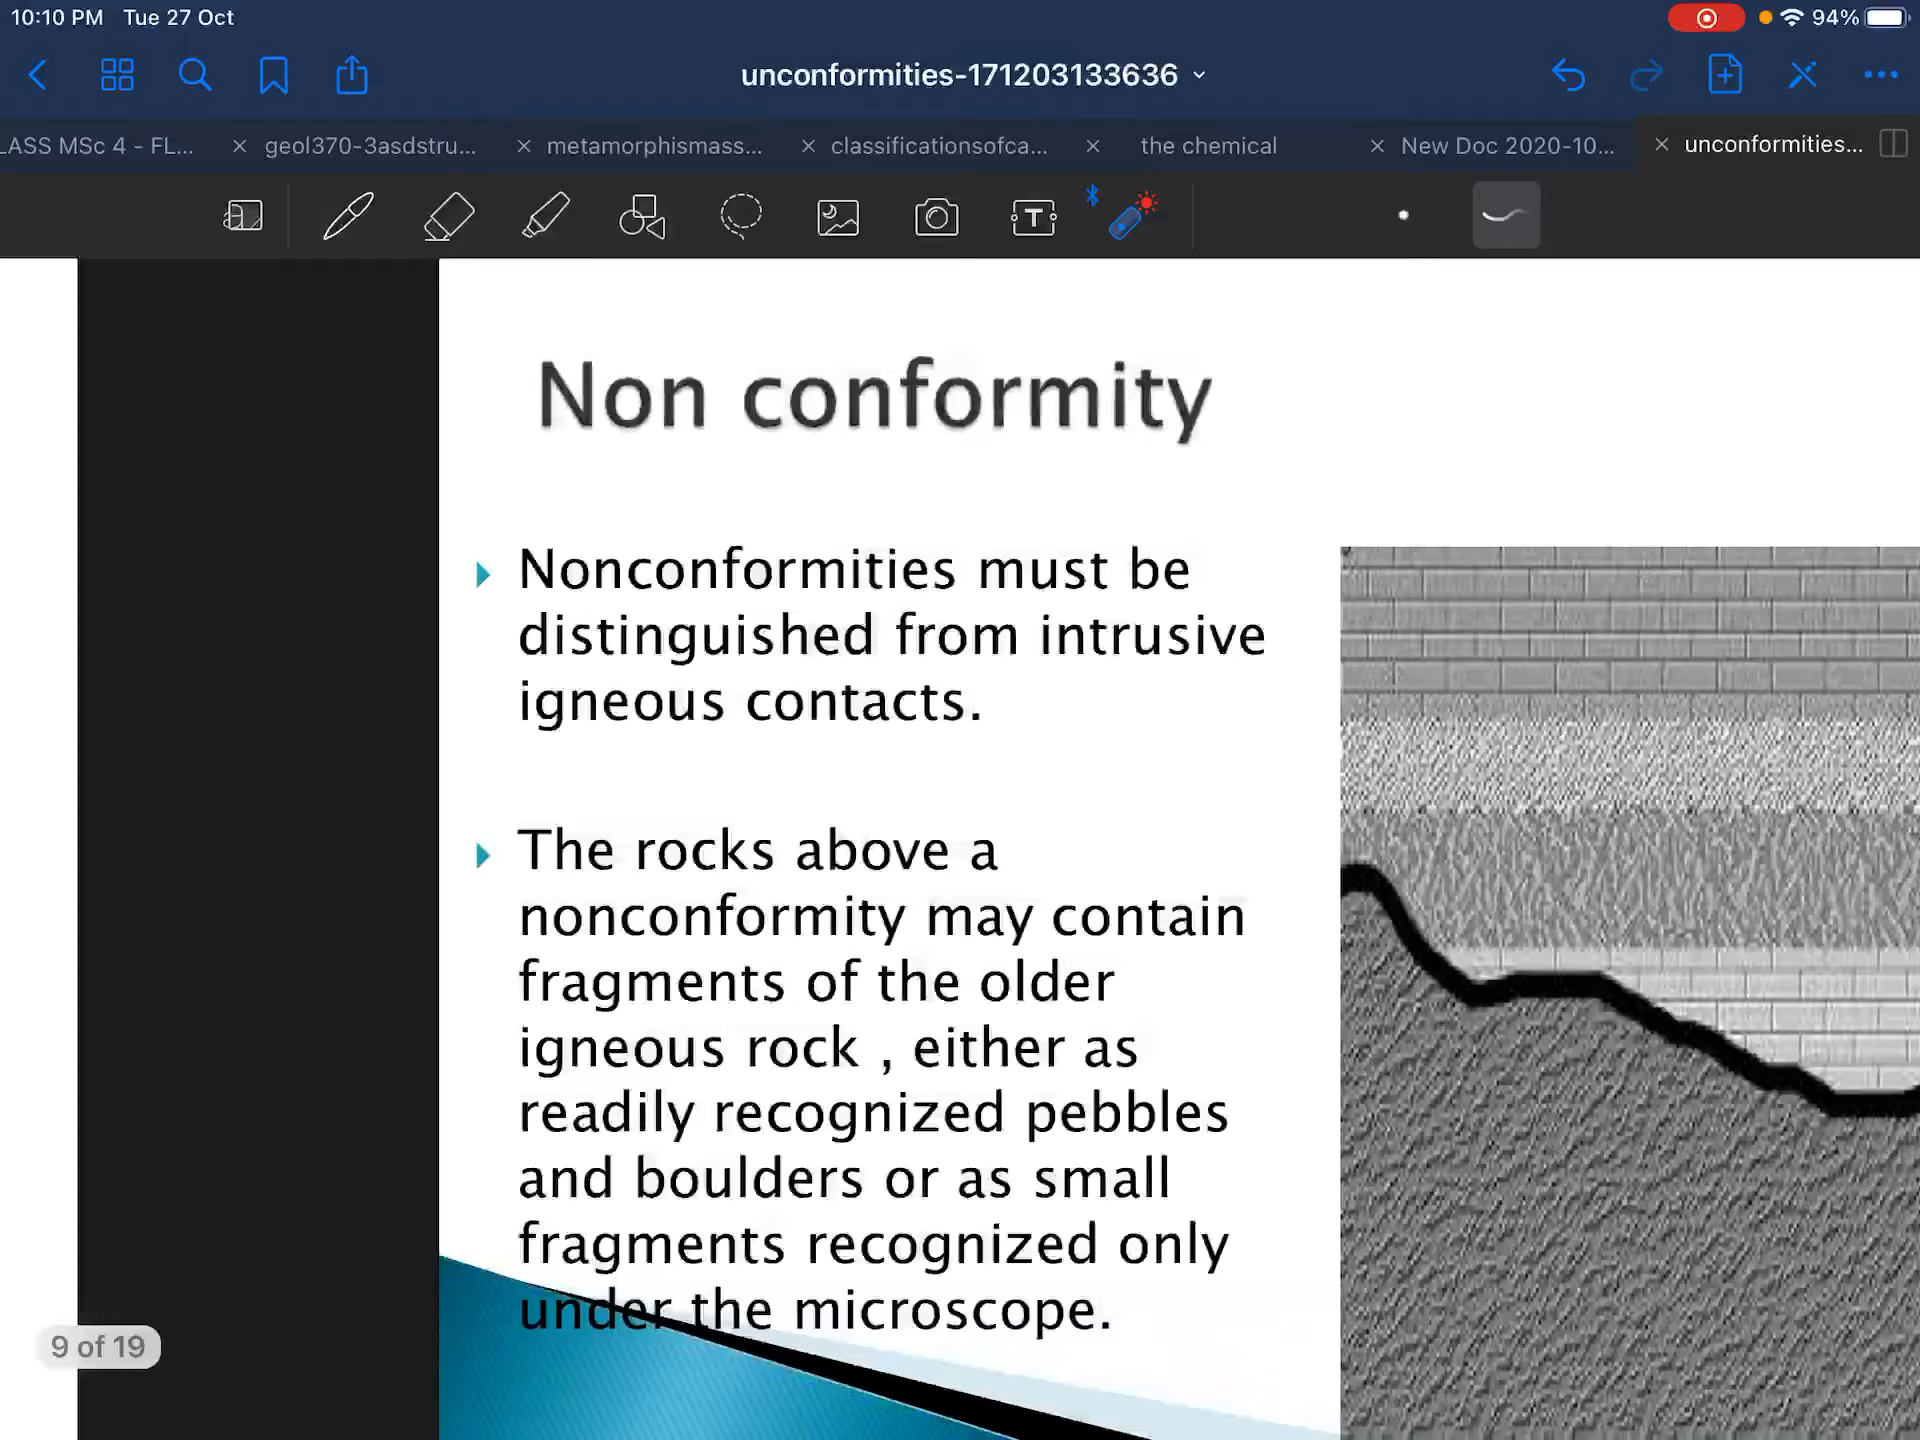 10:10 PM Tue 27 Oct
94%
unconformities-171203133636
LASS MSc 4 - FL...
geol370-3asdstru...
metamorphismass...
classificationsofca...
the chemical
New Doc 2020-10...
unconformities...
Non conformity
Nonconformities must be
distinguished from intrusive
igneous contacts.
The rocks above a
nonconformity may contain
fragments of the older
igneous rock , either as
readily recognized pebbles
and boulders or as small
fragments recognized only
under the microscope.
9 of 19